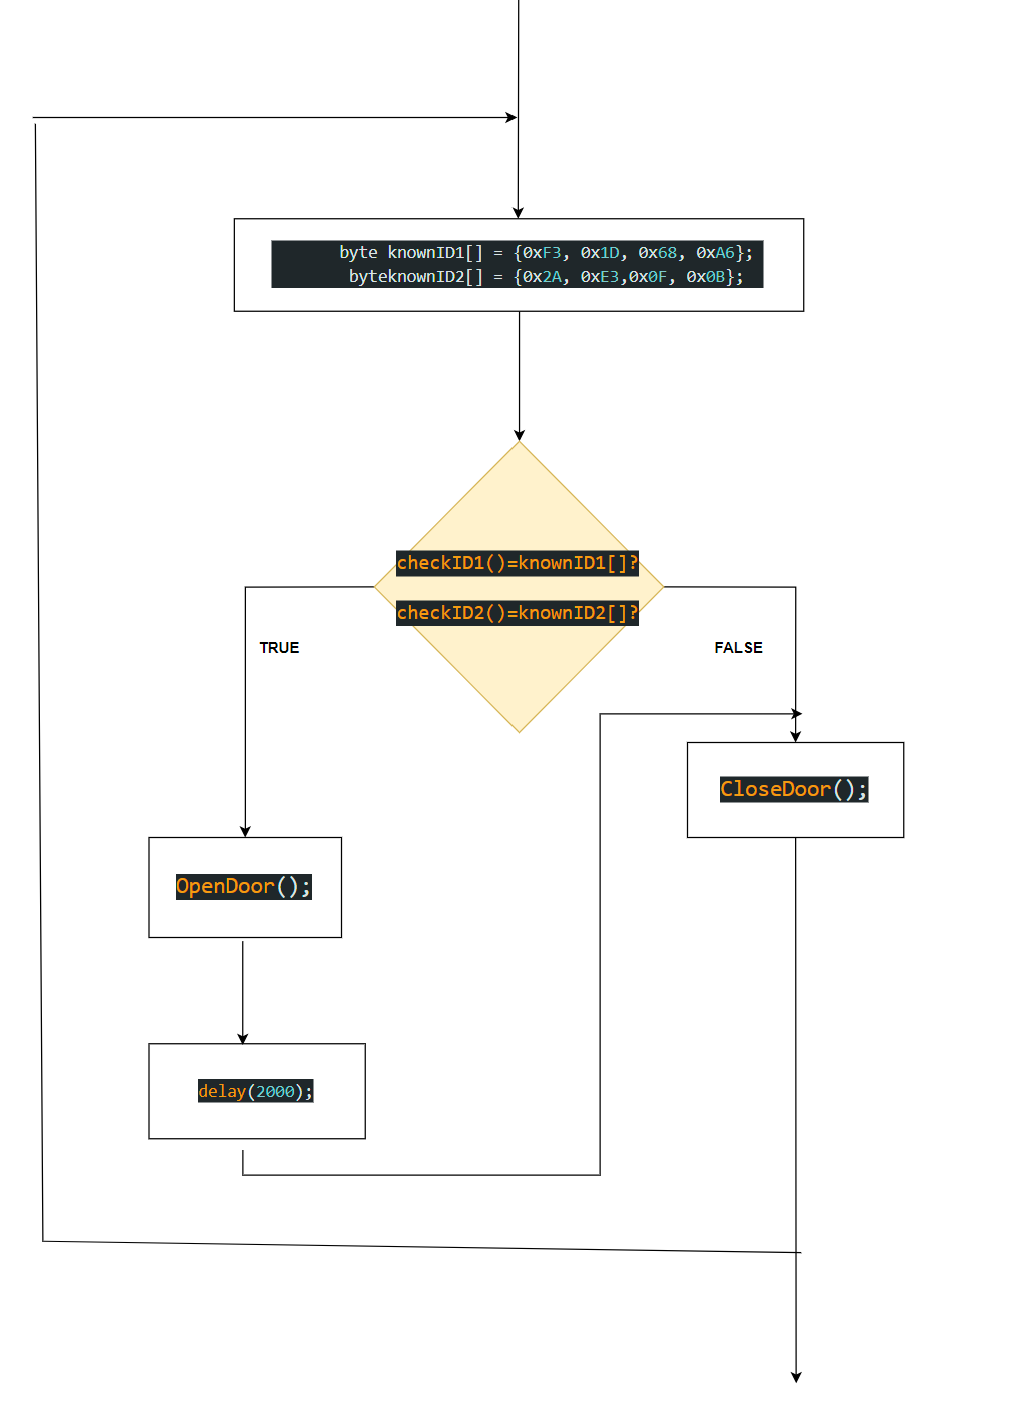 byte knownID1[] = {0xF3, 0x1D, 0x68, 0xA6};
byteknownID2[] = {0x2A, 0xE3,0x0F, 0x0B};
checkID1()=knownID1[]?
checkID2()=knownID2[]?
TRUE
FALSE
CloseDoor();
OpenDoor();
delay(2000);